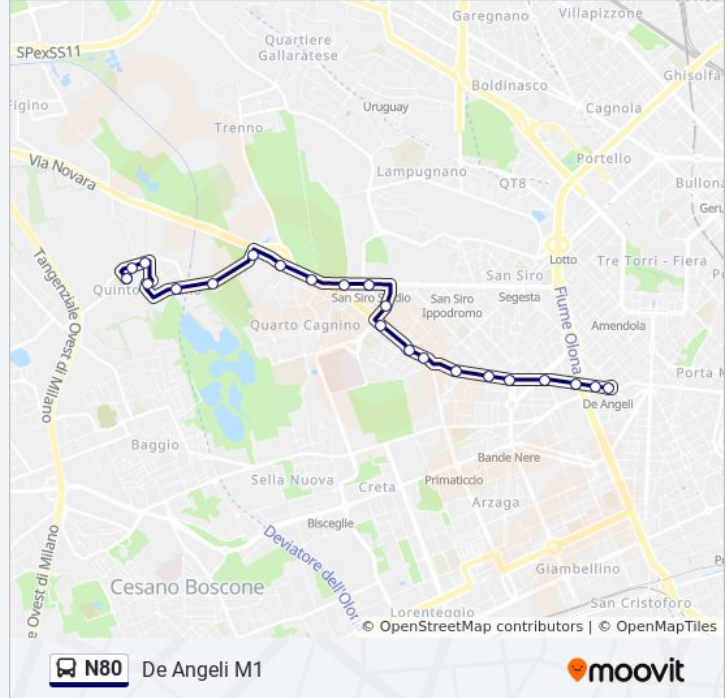 Garegnano
Villapizzone
Quartiere
Gallaratese
SPexSS11
Ghisolfa
Boldinasco
Figino
Uruguay
Cagnola
Trenno
Portello
Via Novara
Lampugnano
QT8
Bullona
Lotto
Tre Torri - Fiera
San Siro
San Siro Stadio
San Siro
Ippodromo
Segesta
Tangenziale Ovest di Milano
Fiume Olona
Quarto Cagnino
Amendola
De Angeli
Baggio
Bande Nere
Sella Nuova
Creta
Primaticcio
Arzaga
Bisceglie
Deviatore dell'Olona
e Ovest di Milano
Giambellino
Cesano Boscone
San Cristoforo
Lorenteggio
© OpenStreetMap contributors | © OpenMapTiles
N80 De Angeli M1
moovit